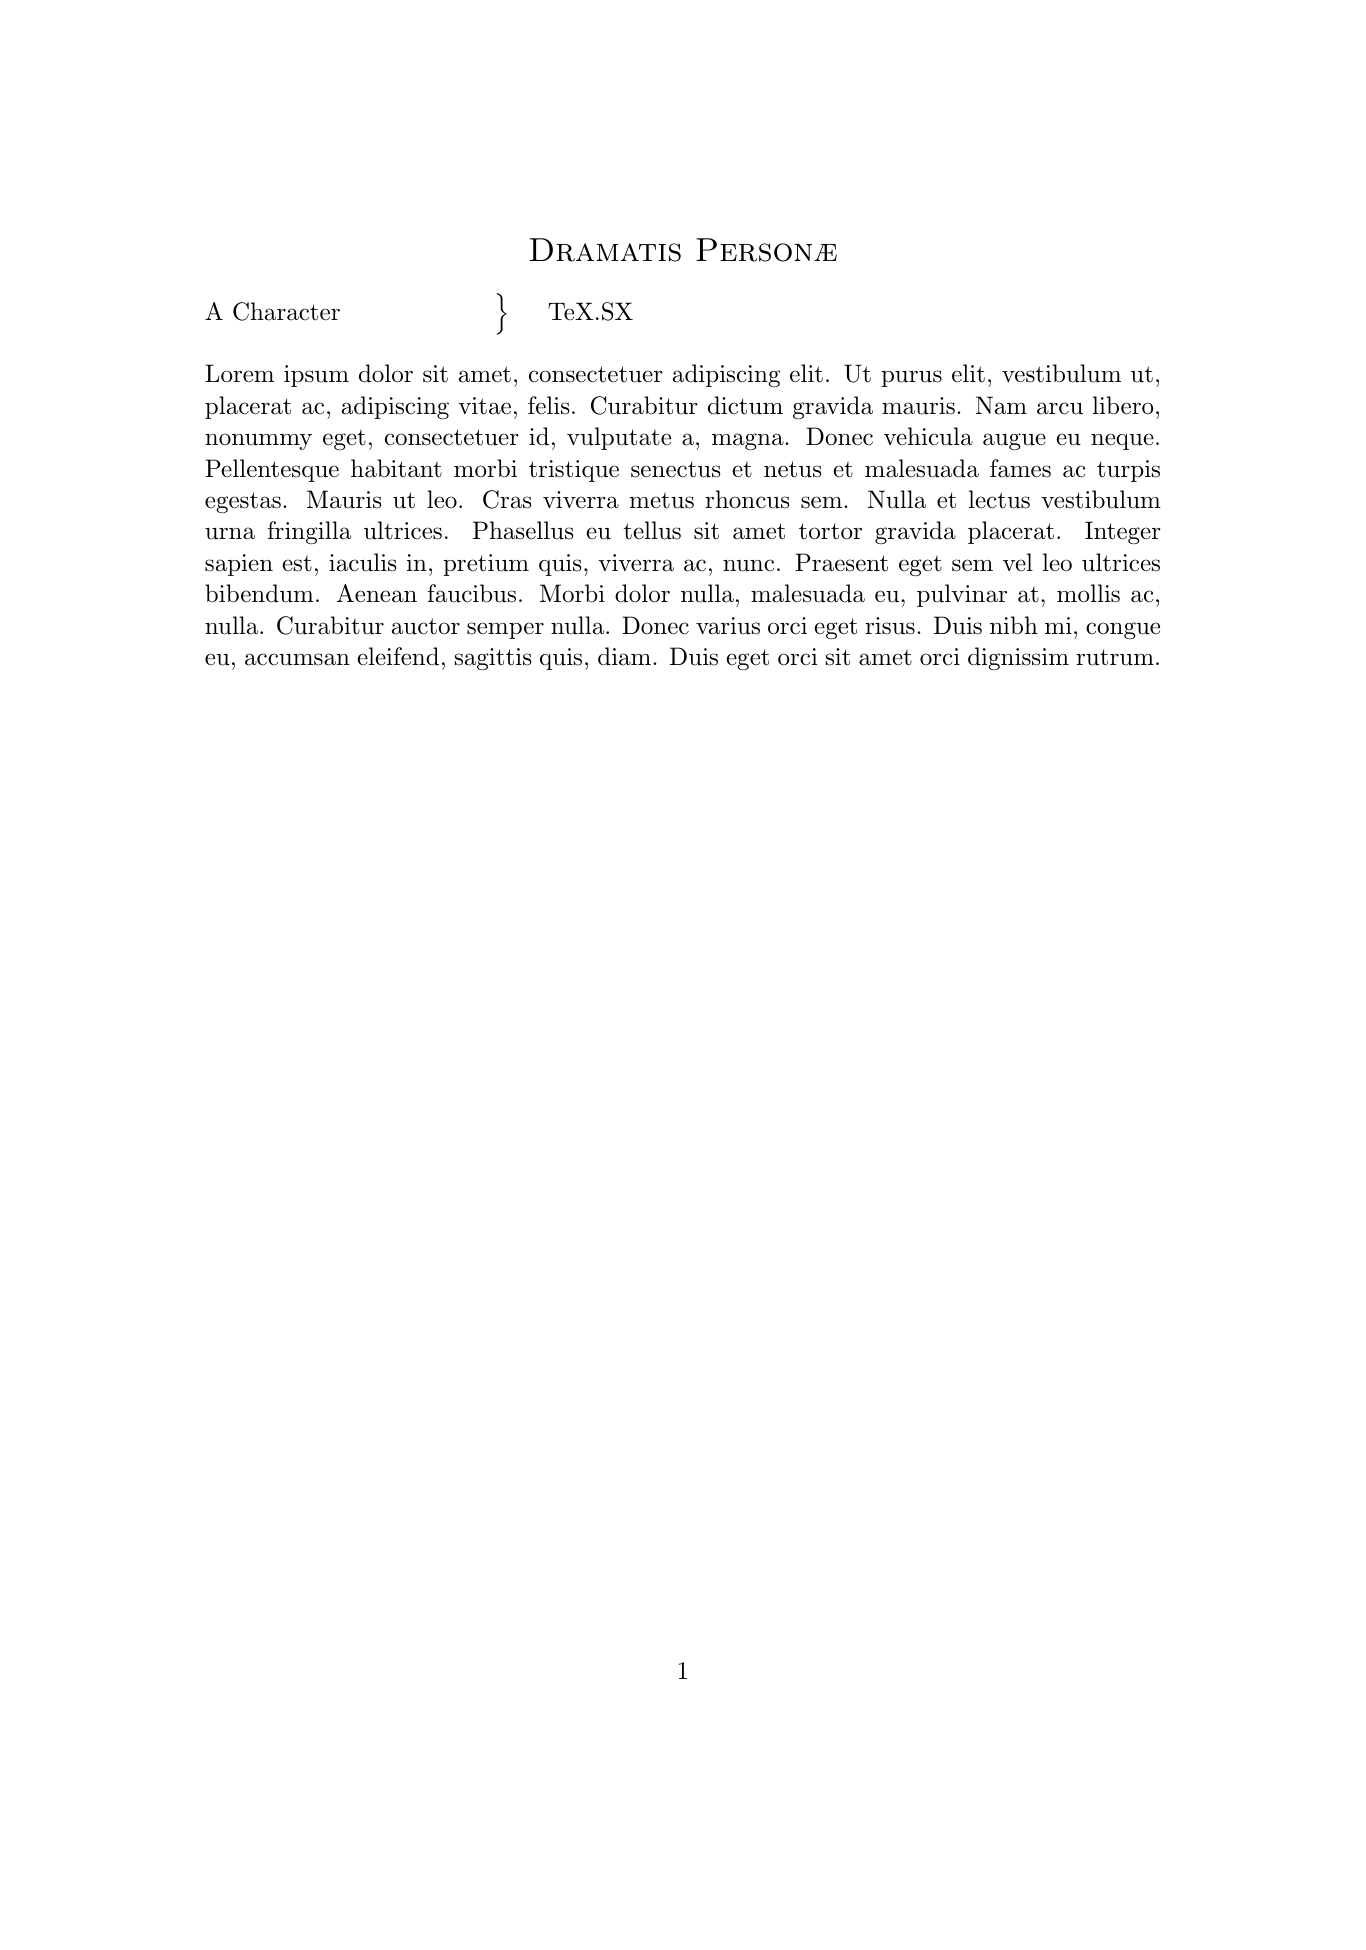 Dramatis Personæ
A Character } TeX.SX
Lorem ipsum dolor sit amet, consectetuer adipiscing elit. Ut purus elit, vestibulum ut,
placerat ac, adipiscing vitae, felis. Curabitur dictum gravida mauris. Nam arcu libero,
nonummy eget, consectetuer id, vulputate a, magna. Donec vehicula augue eu neque.
Pellentesque habitant morbi tristique senectus et netus et malesuada fames ac turpis
egestas. Mauris ut leo. Cras viverra metus rhoncus sem. Nulla et lectus vestibulum
urna fringilla ultrices. Phasellus eu tellus sit amet tortor gravida placerat. Integer
sapien est, iaculis in, pretium quis, viverra ac, nunc. Praesent eget sem vel leo ultrices
bibendum. Aenean faucibus. Morbi dolor nulla, malesuada eu, pulvinar at, mollis ac,
nulla. Curabitur auctor semper nulla. Donec varius orci eget risus. Duis nibh mi, congue
eu, accumsan eleifend, sagittis quis, diam. Duis eget orci sit amet orci dignissim rutrum.
1